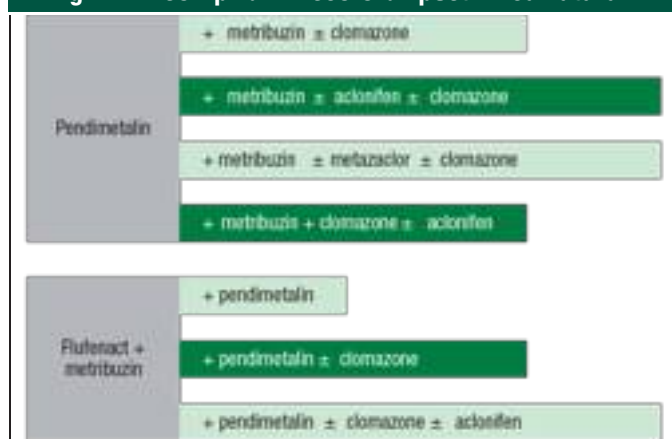 + metribuzin ± clomazone
+ metribuzin ± aclonifen ± clomazone
Pendimetalin
+ metribuzin ± metazaclor ± clomazone
+ metribuzin + clomazone ± aclonifen
+ pendimetalin
Flufenact +
metribuzin
+ pendimetalin ± clomazone
+ pendimetalin ± clomazone ± aclonifen